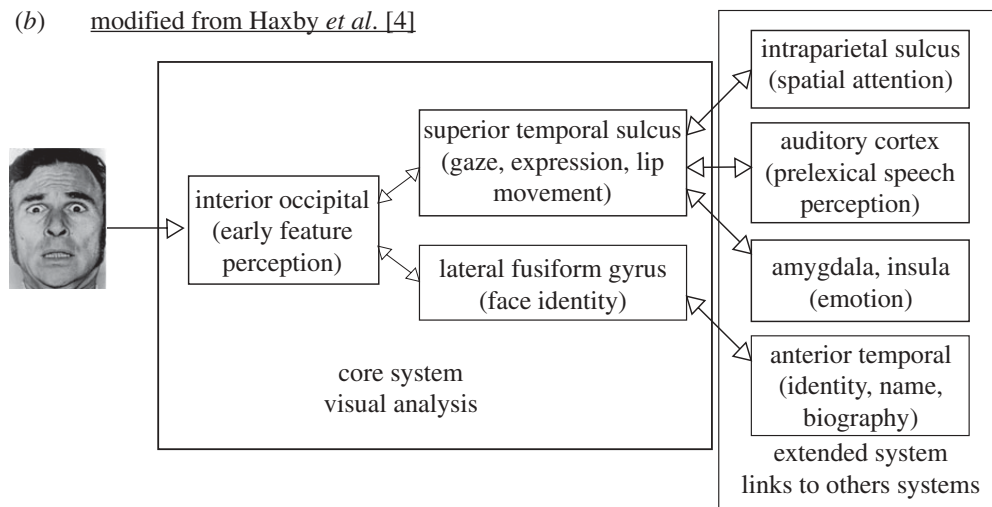 (b) modified from Haxby et al. [4]
interior occipital
(early feature
perception)
superior temporal sulcus
(gaze, expression, lip
movement)
lateral fusiform gyrus
(face identity)
core system
visual analysis
intraparietal sulcus
(spatial attention)
auditory cortex
(prelexical speech
perception)
amygdala, insula
(emotion)
anterior temporal
(identity, name,
biography)
extended system
links to others systems